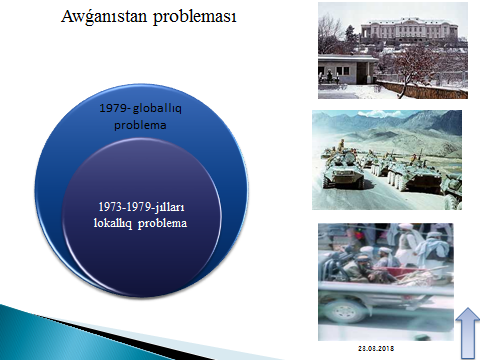 Awǵanıstan probleması
1979- globallıq
problema
1973-1979-jılları
lokallıq problema
23.03.2018